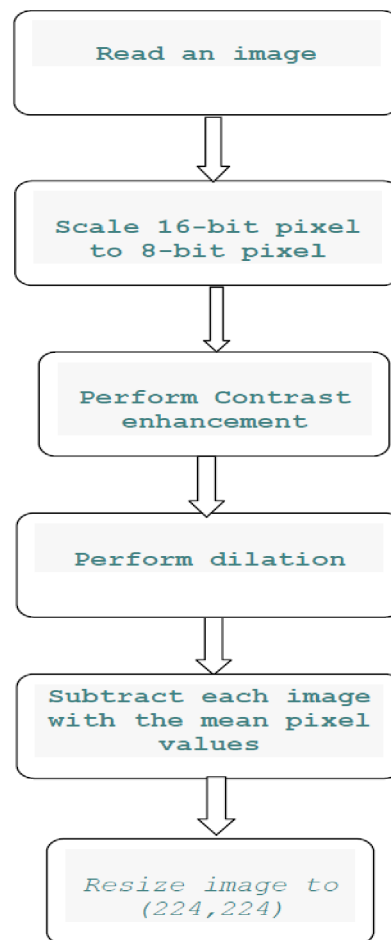 Read an image
Scale 16-bit pixel
to 8-bit pixel
Perform Contrast
enhancement
Perform dilation
Subtract each image
with the mean pixel
values
Resize image to
(224,224)